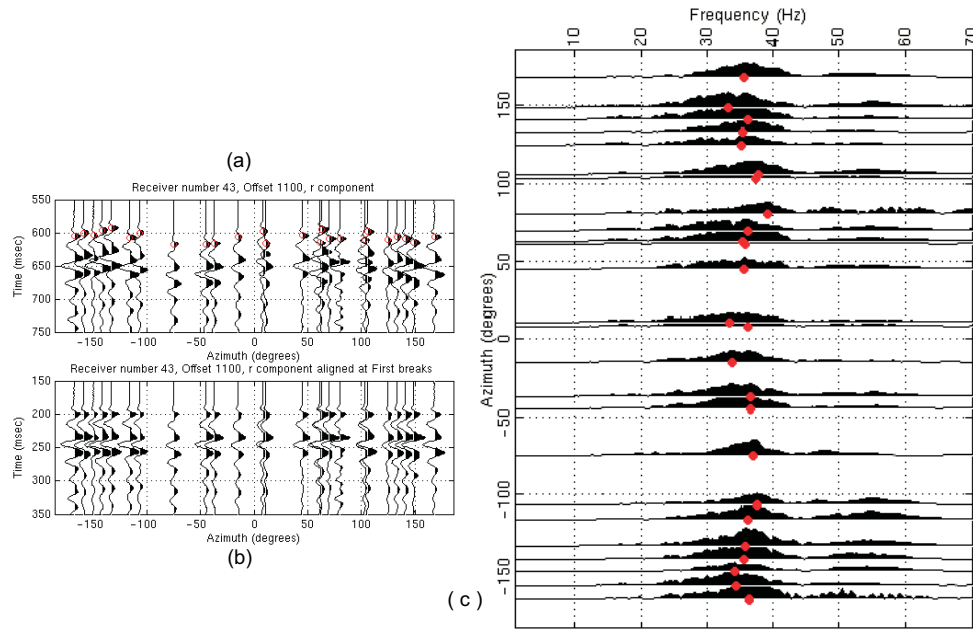 (a)
Receiver number 43, Offset 1100, r component
550
600
650
700
750
Time (msec)
−150 −100 −50 0 50 100 150
Azimuth (degrees)
Receiver number 43, Offset 1100, r component aligned at First breaks
150
200
250
300
350
Time (msec)
−150 −100 −50 0 50 100 150
Azimuth (degrees)
(b)
Frequency (Hz)
10 20 30 40 50 60 70
150
100
50
0
50
−100
−150
Azimuth (degrees)
( c )